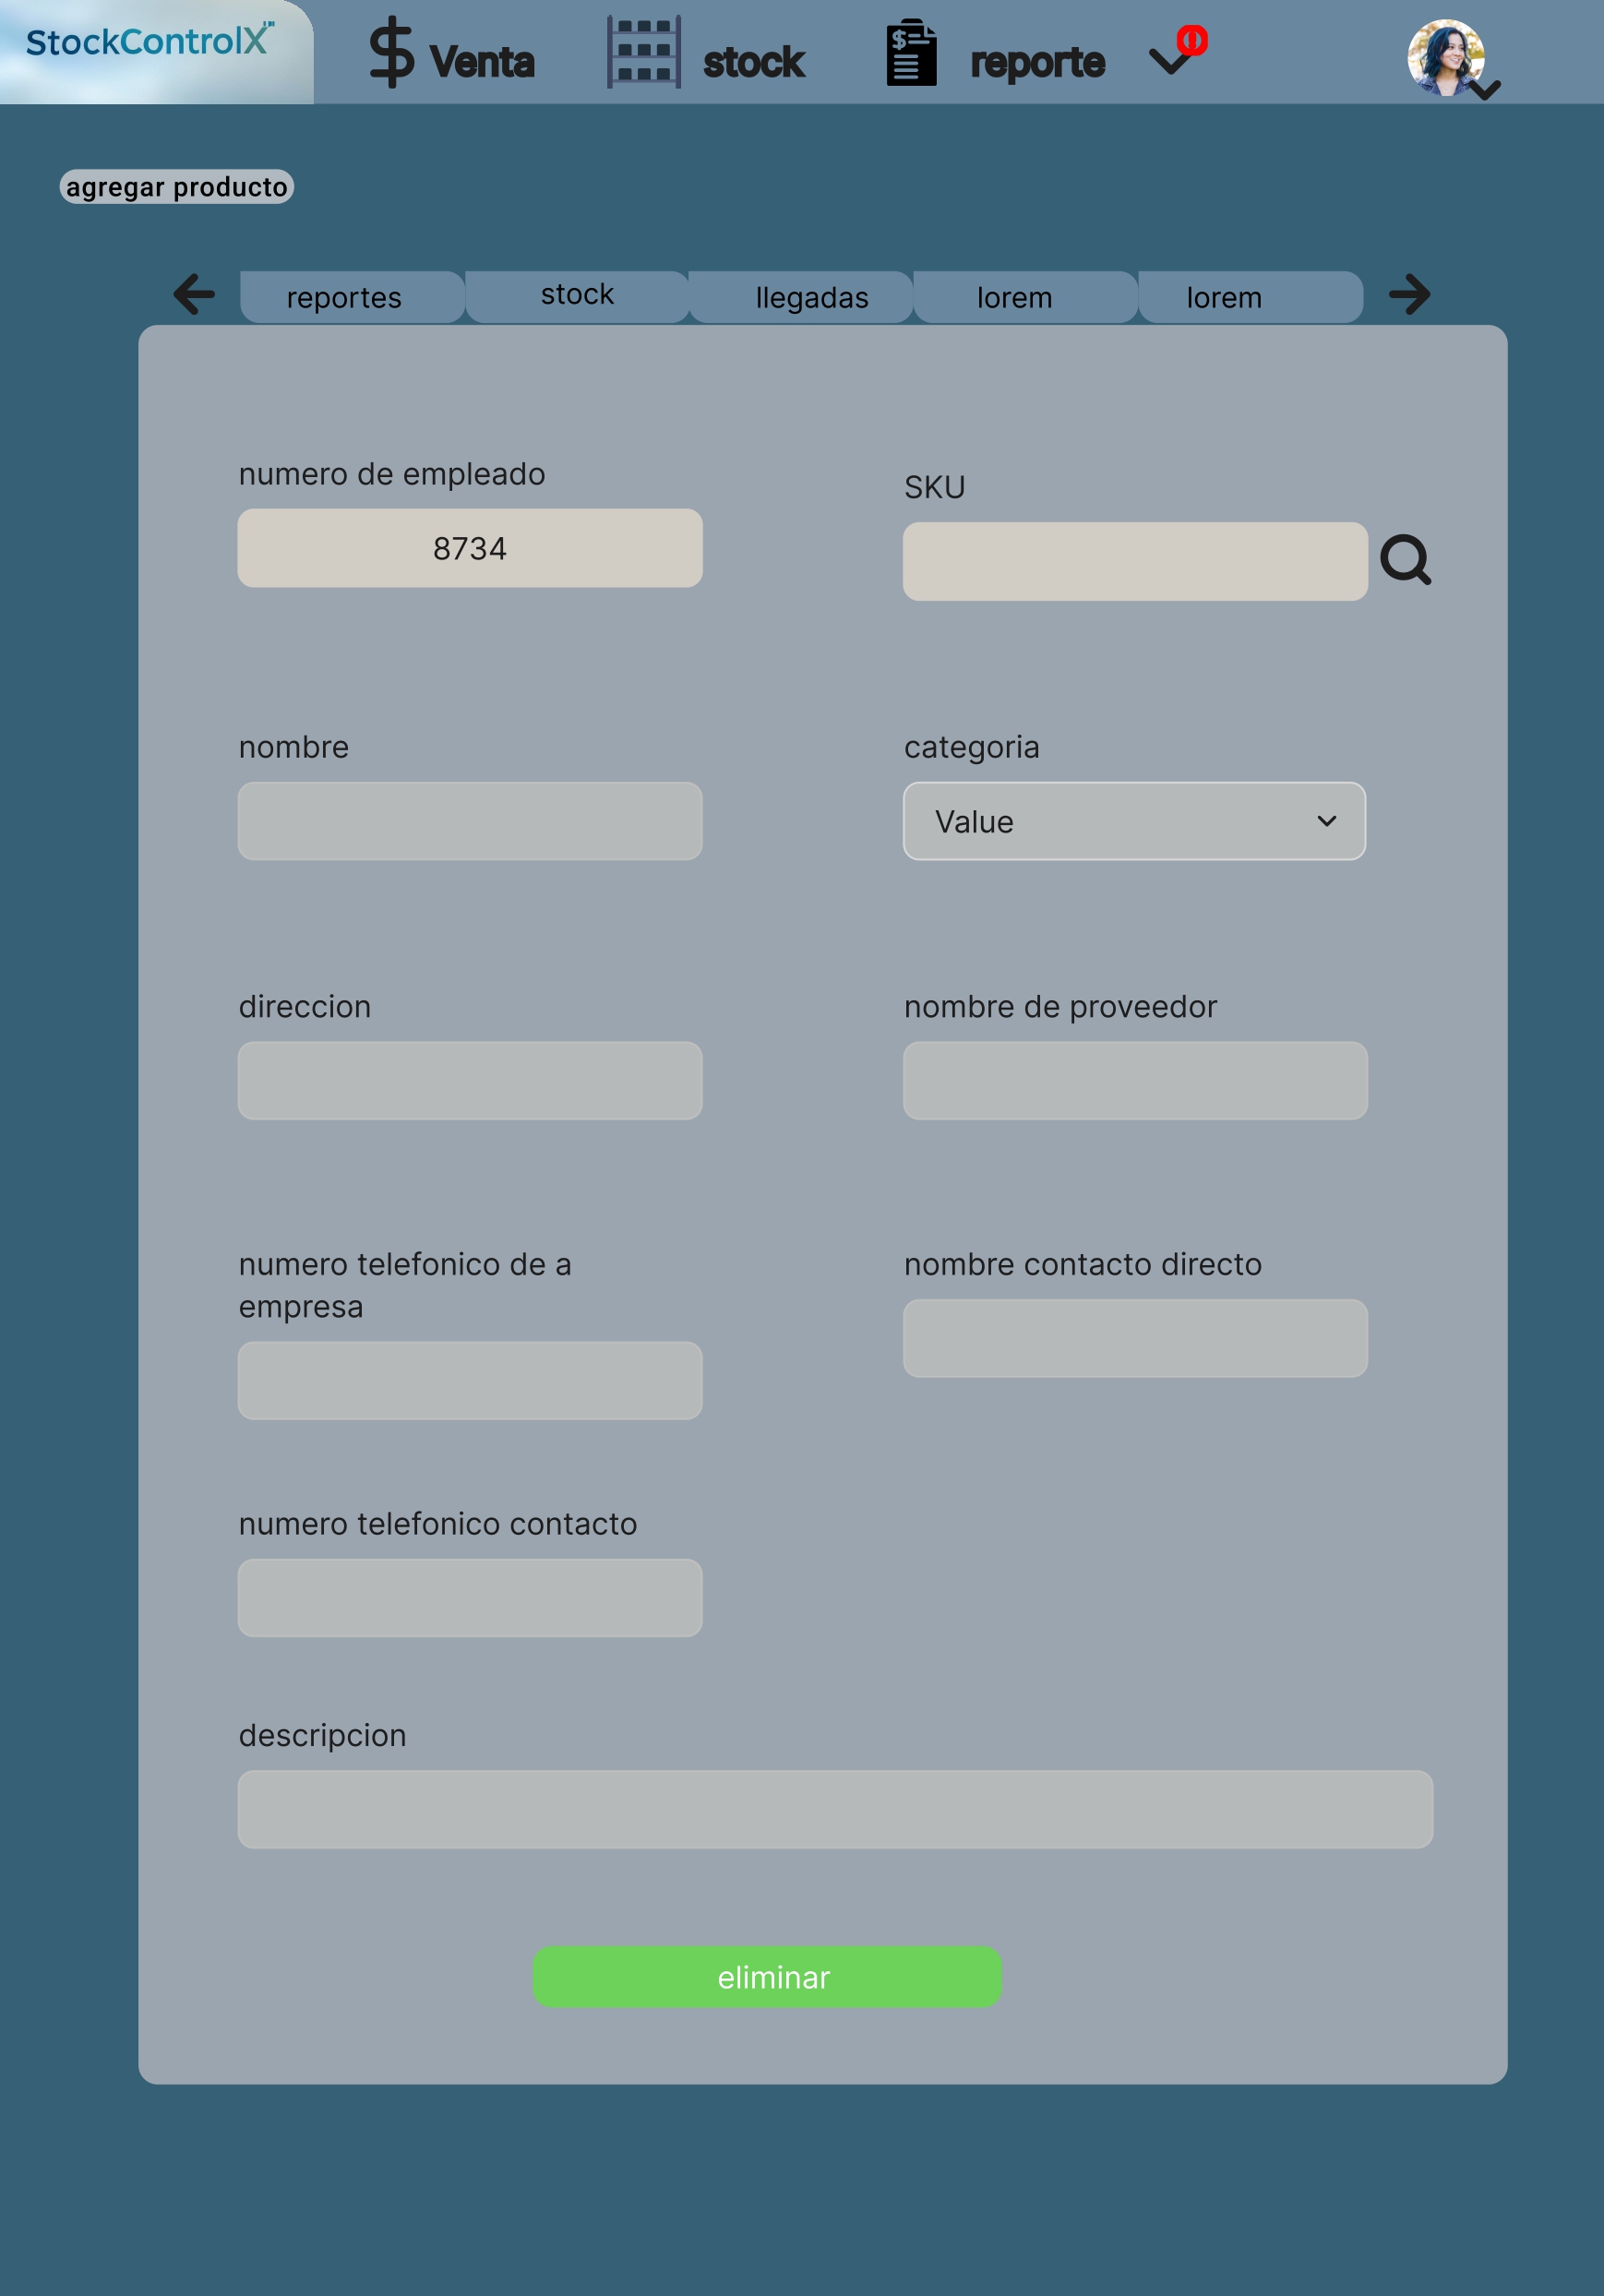 StockControlX™
Venta
stock
reporte
0
agregar producto
reportes
stock
llegadas
lorem
lorem
numero de empleado
SKU
8734
nombre
categoria
Value
direccion
nombre de proveedor
numero telefonico de a
empresa
nombre contacto directo
numero telefonico contacto
descripcion
eliminar